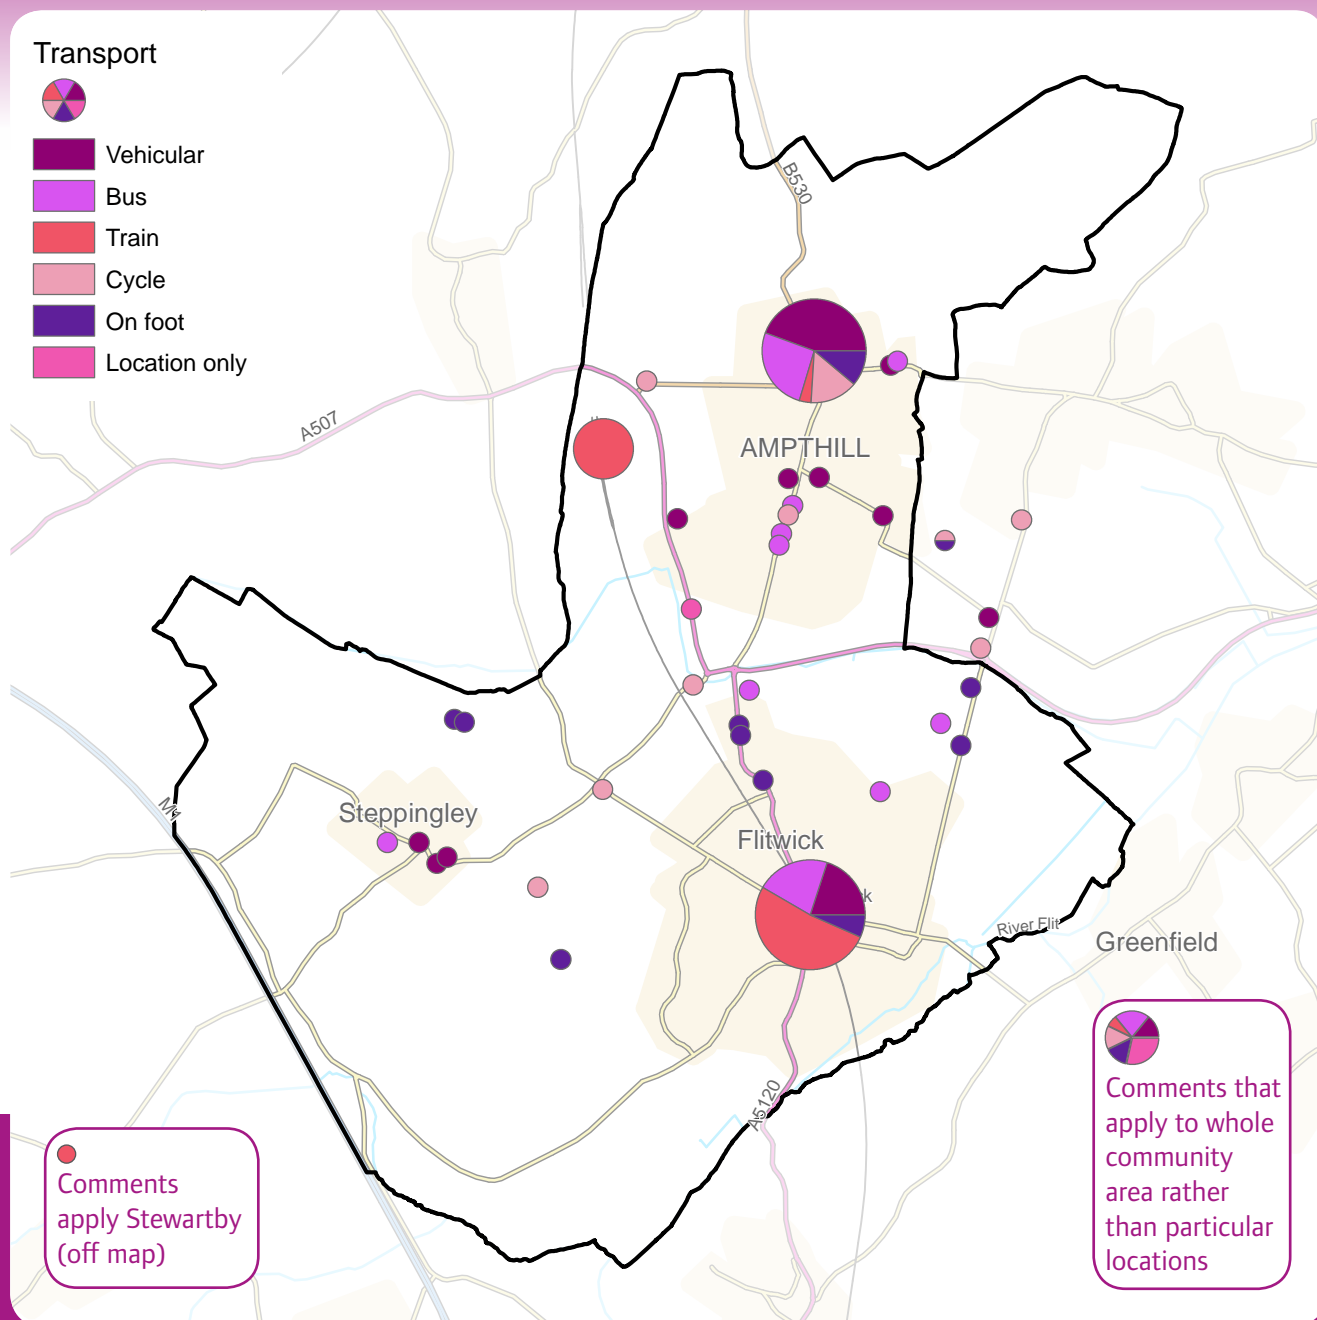 Transport
Vehicular
Bus
Train
Cycle
On foot
Location only
B530
A507
AMPTHILL
M1
Steppingley
Flitwick
River Flit
Greenfield
A5120
Comments
apply Stewartby
(off map)
Comments that
apply to whole
community
area rather
than particular
locations